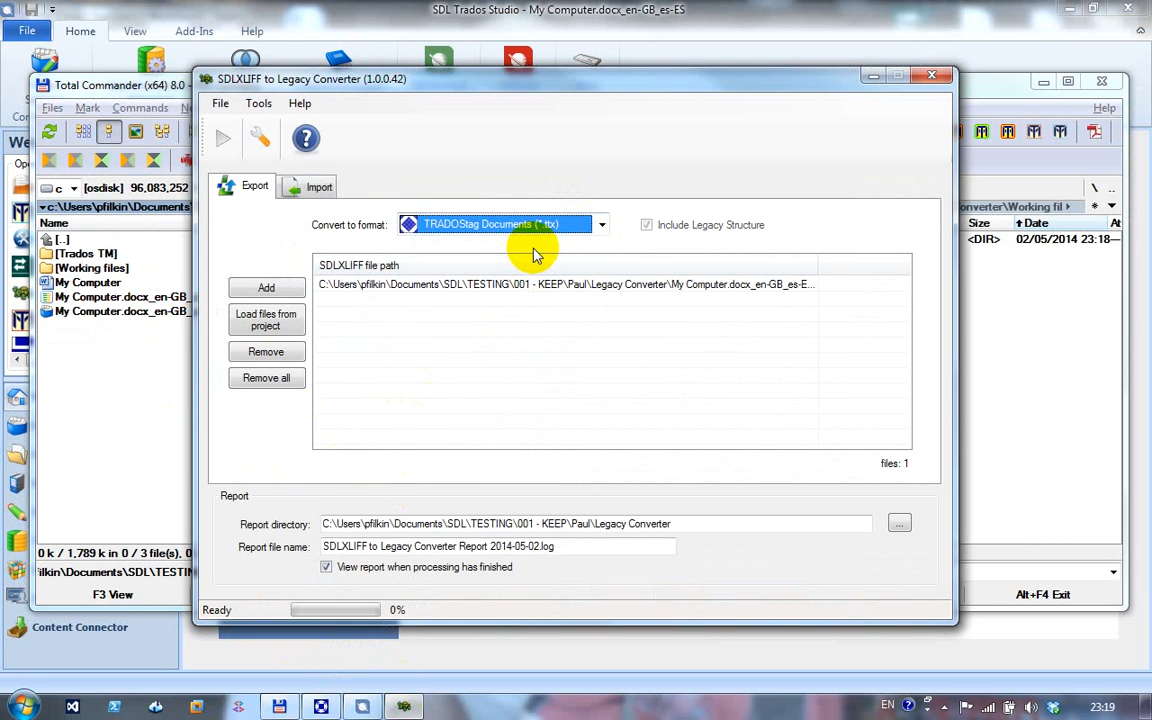 SDL Trados Studio - My Computer.docx_en-GB_es-ES
File Home View Add-Ins Help
Total Commander (x64) 8.0 -
Files Mark Commands
Help
SDLXLIFF to Legacy Converter (1.0.0.42)
File Tools Help
Export Import
Convert to format: TRADOStag Documents (*.ttx) Include Legacy Structure
SDLXLIFF file path
C:\Users\pfilkin\Documents\SDL\TESTING\001 - KEEP\Paul\Legacy Converter\My Computer.docx_en-GB_es-E...
Add
Load files from
project
Remove
Remove all
files: 1
Report
Report directory: C:\Users\pfilkin\Documents\SDL\TESTING\001 - KEEP\Paul\Legacy Converter
...
Report file name: SDLXLIFF to Legacy Converter Report 2014-05-02.log
View report when processing has finished
Ready 0%
c [osdisk] 96,083,252
\ ..
c:\Users\pfilkin\Documents
onverter\Working fil
* 
Name
Size Date At
[..]
<DIR> 02/05/2014 23:18
[Trados TM]
[Working files]
My Computer
My Computer.docx_en-GB_
My Computer.docx_en-GB_
0 k / 1,789 k in 0 / 3 file(s), 0
ilkin\Documents\SDL\TESTIN
F3 View
Alt+F4 Exit
Content Connector
EN
23:19